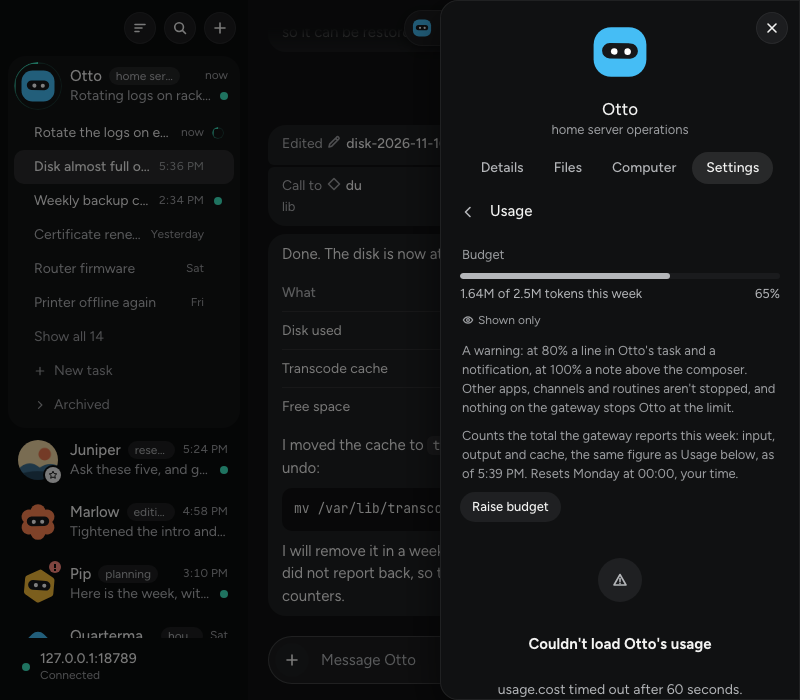 Otto
home ser...
now
Rotating logs on rack...
Rotate the logs on e...
now
Disk almost full o...
5:36 PM
Weekly backup c...
2:34 PM
Certificate rene...
Yesterday
Router firmware
Sat
Printer offline again
Fri
Show all 14
New task
Archived
Juniper
rese...
5:24 PM
Ask these five, and g...
Marlow
editi...
4:58 PM
Tightened the intro and...
Pip
planning
3:10 PM
Here is the week, wit...
Quarterma
hou
Sat
127.0.0.1:18789
Connected
so it can be restore
Edited disk-2026-11-1
Call to du
lib
Done. The disk is now at
What
Disk used
Transcode cache
Free space
I moved the cache to
undo:
mv /var/lib/transco
I will remove it in a week
did not report back, so t
counters.
Message Otto
Otto
home server operations
Details
Files
Computer
Settings
Usage
Budget
1.64M of 2.5M tokens this week
65%
Shown only
A warning: at 80% a line in Otto's task and a
notification, at 100% a note above the composer.
Other apps, channels and routines aren't stopped, and
nothing on the gateway stops Otto at the limit.
Counts the total the gateway reports this week: input,
output and cache, the same figure as Usage below, as
of 5:39 PM. Resets Monday at 00:00, your time.
Raise budget
Couldn't load Otto's usage
usage.cost timed out after 60 seconds.